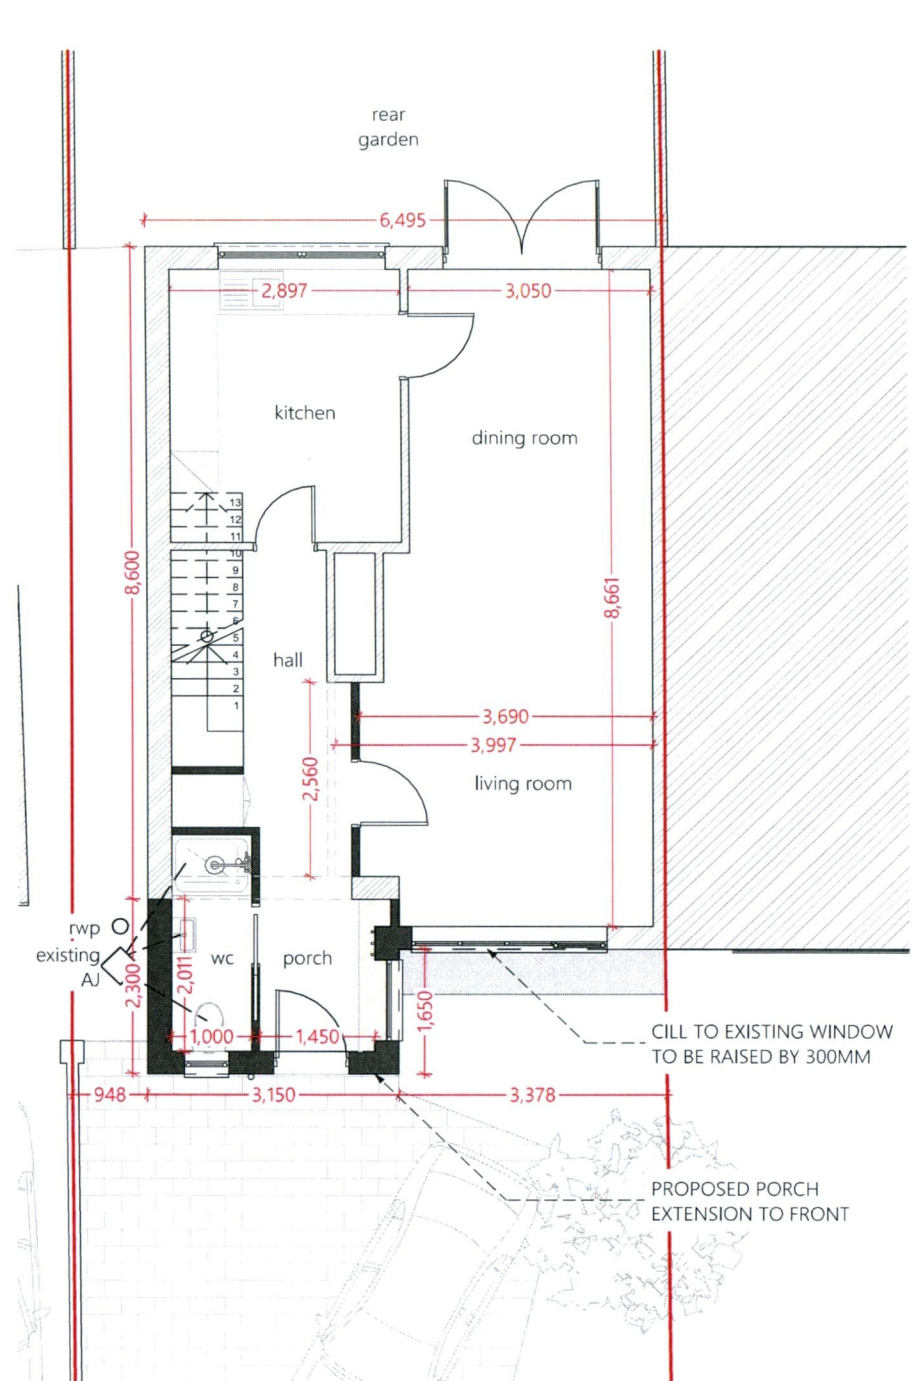 rear
garden
6,495
2,897
3,050
kitchen
dining room
13
12
11
10
9
8
7
6
5
4
3
2
1
8,600
8,661
hall
3,690
3,997
2,560
living room
rwp
existing
AJ
wc
porch
2,300
2,011
1,650
1,000
1,450
CILL TO EXISTING WINDOW
TO BE RAISED BY 300MM
948
3,150
3,378
PROPOSED PORCH
EXTENSION TO FRONT